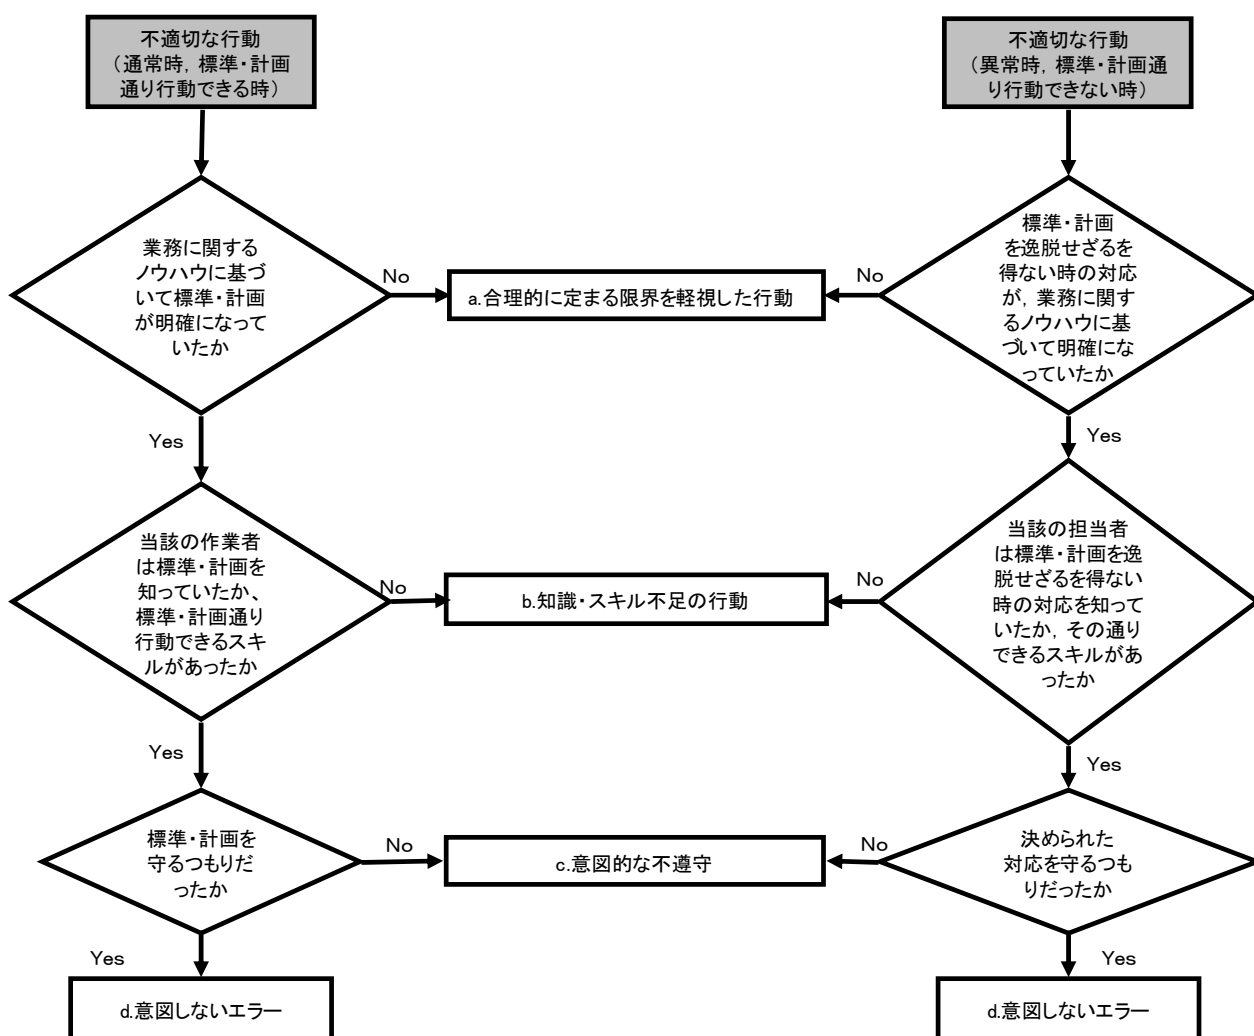 不適切な行動
(通常時，標準・計画
通り行動できる時)
不適切な行動
(異常時，標準・計画通
り行動できない時)
業務に関する
ノウハウに基づ
いて標準・計画
が明確になって
いたか
No
a.合理的に定まる限界を軽視した行動
No
標準・計画
を逸脱せざるを
得ない時の対応
が，業務に関す
るノウハウに基
づいて明確にな
っていたか
Yes
Yes
当該の作業者
は標準・計画を
知っていたか、
標準・計画通り
行動できるスキ
ルがあったか
No
b.知識・スキル不足の行動
No
当該の担当者
は標準・計画を逸
脱せざるを得ない
時の対応を知って
いたか，その通り
できるスキルがあ
ったか
Yes
Yes
標準・計画を
守るつもりだ
ったか
No
c.意図的な不遵守
No
決められた
対応を守るつも
りだったか
Yes
Yes
d.意図しないエラー
d.意図しないエラー